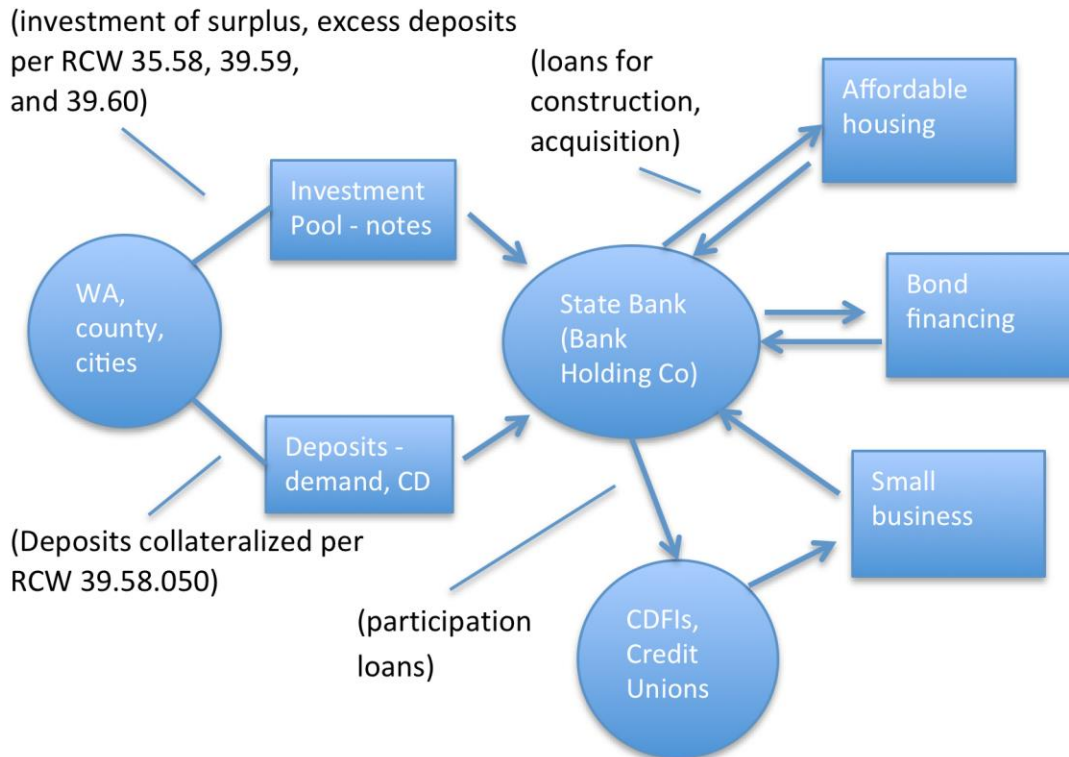 (investment of surplus, excess deposits
per RCW 35.58, 39.59,
and 39.60)
(loans for
construction,
acquisition)
Affordable
housing
Investment
Pool - notes
WA,
county,
cities
State Bank
(Bank
Holding Co)
Bond
financing
Deposits -
demand, CD
Small
business
(Deposits collateralized per
RCW 39.58.050)
(participation
loans)
CDFIs,
Credit
Unions